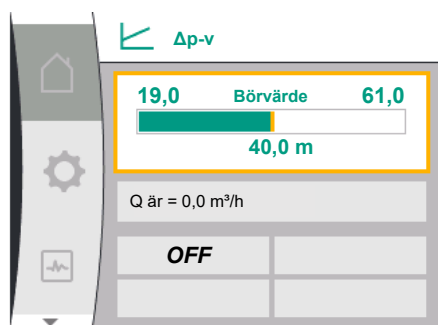 Δp-v
19,0 Börvärde 61,0
40,0 m
Q är = 0,0 m³/h
OFF